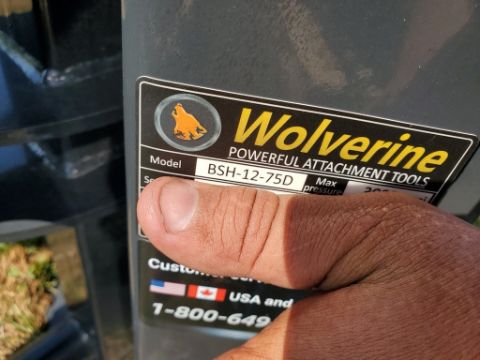 Wolverine
POWERFUL ATTACHMENT TOOLS
Model BSH-12-75D
Max
pressure
USA and
1-800-649